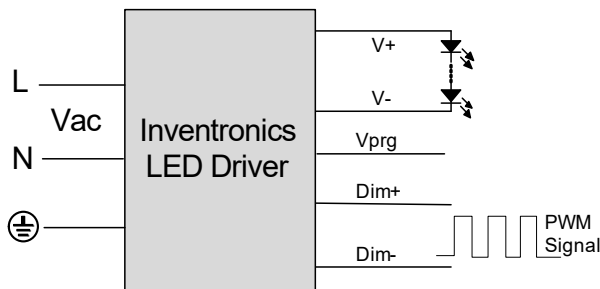 L
Vac
N
Inventronics
LED Driver
V+
V-
Vprg
Dim+
Dim-
PWM
Signal